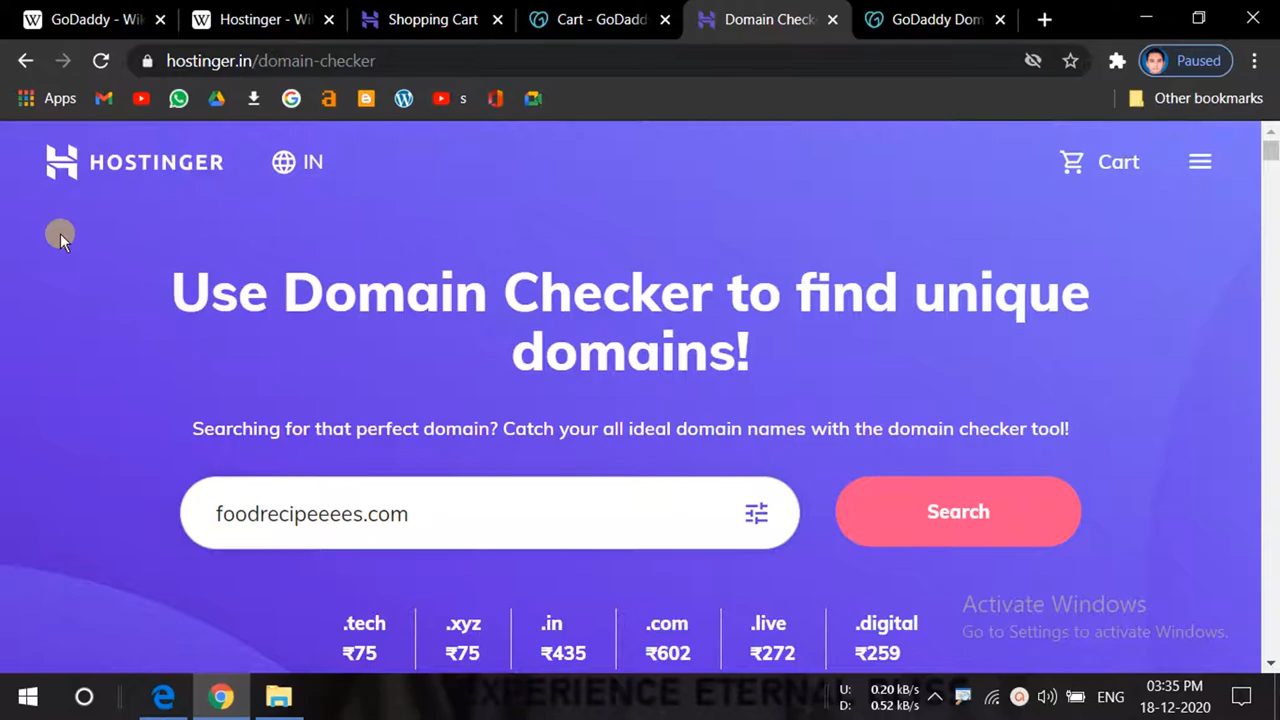 GoDaddy - Wik
Hostinger - Wi
Shopping Cart
Cart - GoDadd
Domain Check
GoDaddy Dom
hostinger.in/domain-checker
Paused
Apps
s
Other bookmarks
HOSTINGER
IN
Cart
Use Domain Checker to find unique
domains!
Searching for that perfect domain? Catch your all ideal domain names with the domain checker tool!
foodrecipeeees.com
Search
.tech
.xyz
.in
.com
.live
.digital
₹75
₹75
₹435
₹602
₹272
₹259
Activate Windows
Go to Settings to activate Windows.
U: 0.20 kB/s
D: 0.52 kB/s
ENG
03:35 PM
18-12-2020